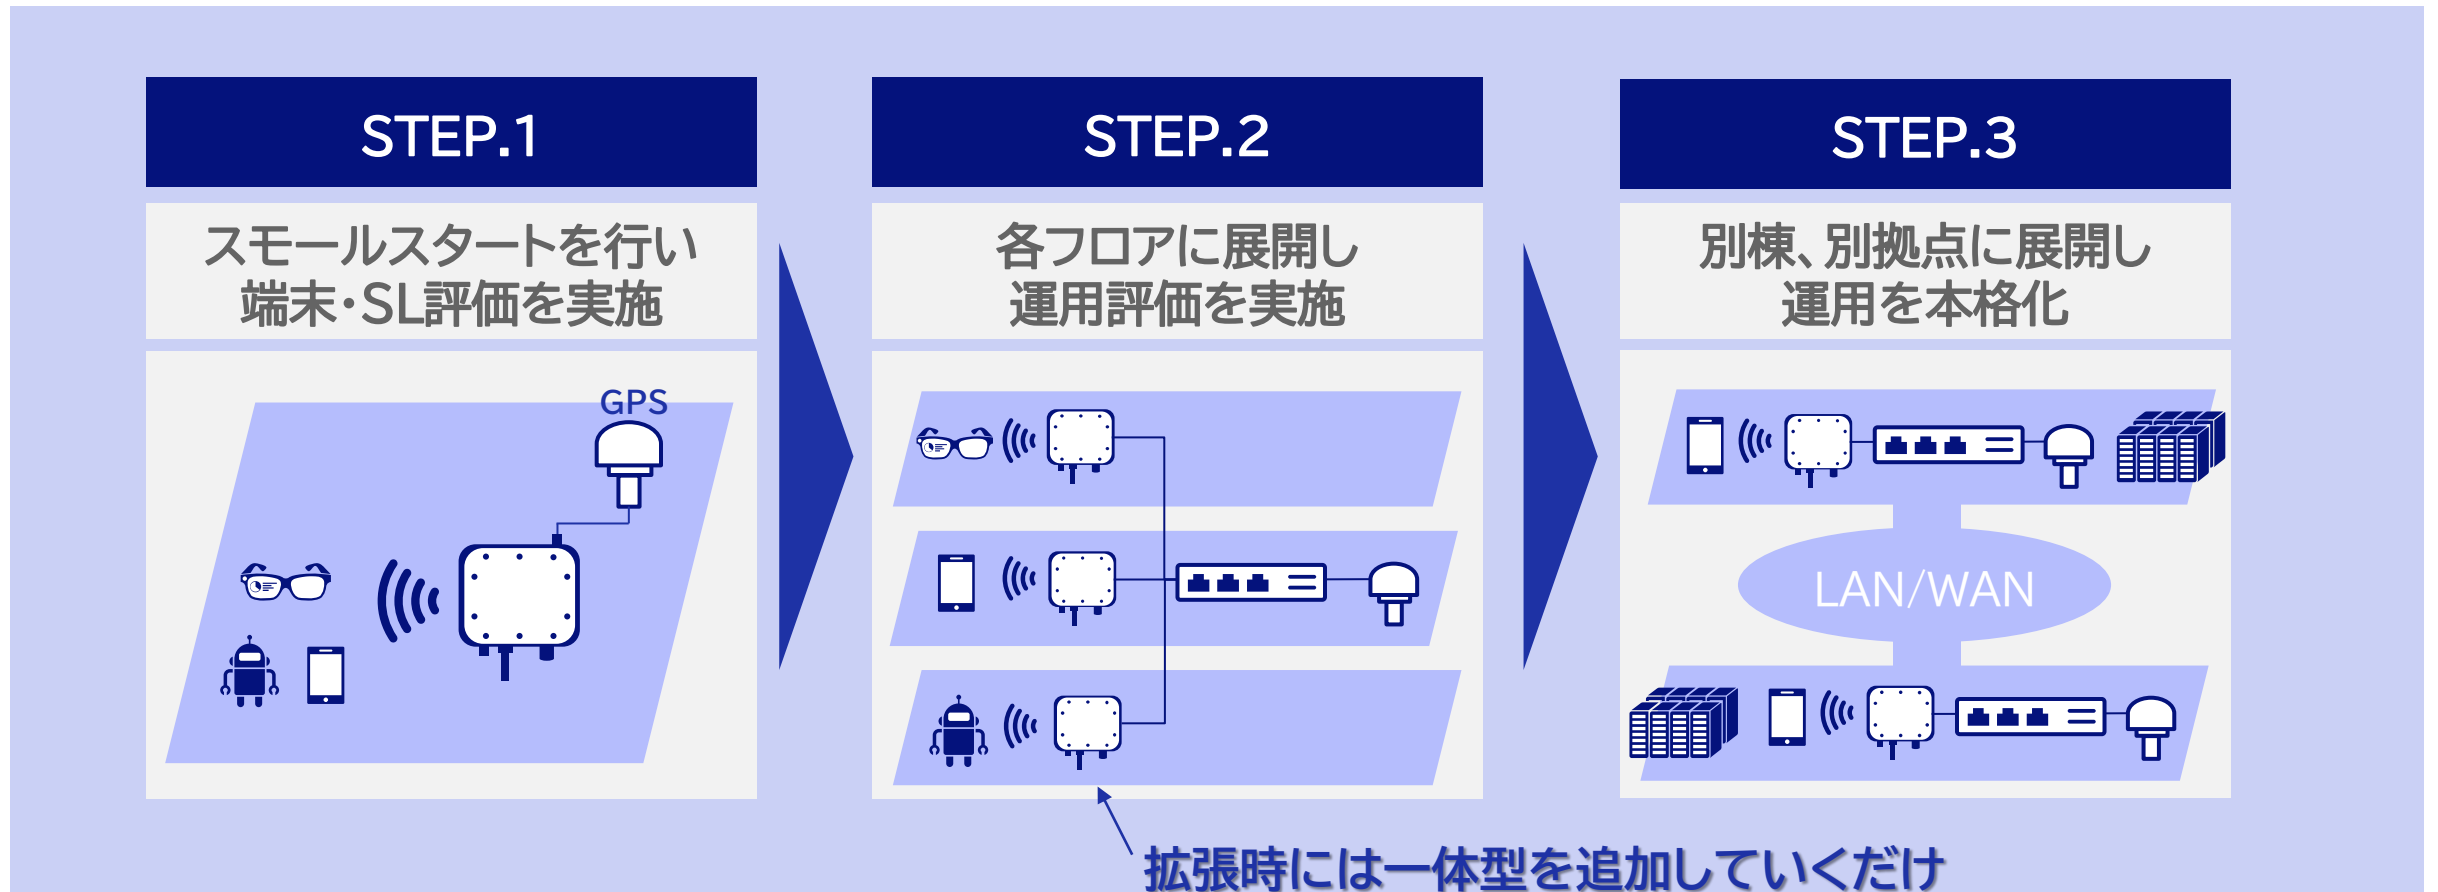 STEP.1
スモールスタートを行い
端末・SL評価を実施
GPS
STEP.2
各フロアに展開し
運用評価を実施
STEP.3
別棟、別拠点に展開し
運用を本格化
LAN/WAN
拡張時には一体型を追加していくだけ